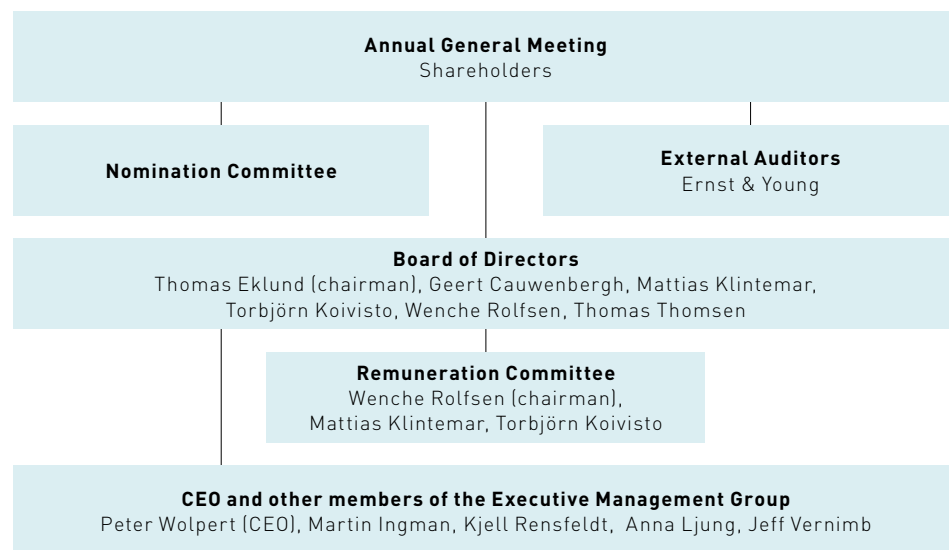 Annual General Meeting
Shareholders
Nomination Committee
External Auditors
Ernst & Young
Board of Directors
Thomas Eklund (chairman), Geert Cauwenbergh, Mattias Klintemar,
Torbjörn Koivisto, Wenche Rolfsen, Thomas Thomsen
Remuneration Committee
Wenche Rolfsen (chairman),
Mattias Klintemar, Torbjörn Koivisto
CEO and other members of the Executive Management Group
Peter Wolpert (CEO), Martin Ingman, Kjell Rensfeldt, Anna Ljung, Jeff Vernimb